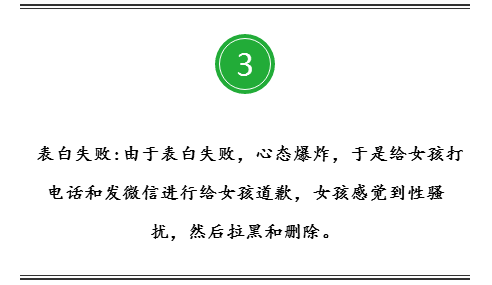 3
表白失败:由于表白失败，心态爆炸，于是给女孩打
电话和发微信进行给女孩道歉，女孩感觉到性骚
扰，然后拉黑和删除。